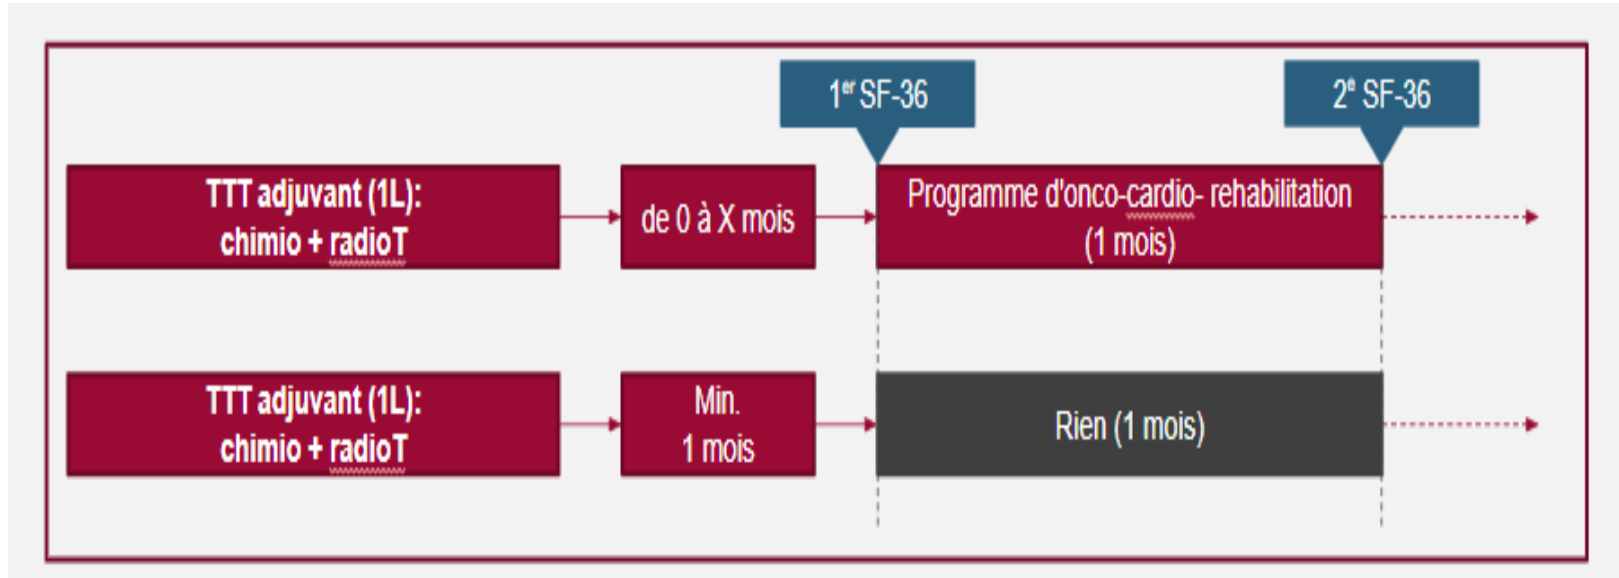 1er SF-36
2e SF-36
TTT adjuvant (1L):
chimio + radioT
de 0 à X mois
Programme d'onco-cardio- rehabilitation
(1 mois)
TTT adjuvant (1L):
chimio + radioT
Min.
1 mois
Rien (1 mois)